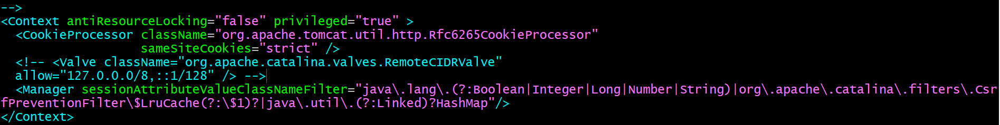 -->
<Context antiResourceLocking="false" privileged="true" >
  <CookieProcessor className="org.apache.tomcat.util.http.Rfc6265CookieProcessor"
                   sameSiteCookies="strict" />
  <!-- <Valve className="org.apache.catalina.valves.RemoteCIDRValve"
  allow="127.0.0.0/8,::1/128" /> -->
  <Manager sessionAttributeValueClassNameFilter="java\.lang\.(?:Boolean|Integer|Long|Number|String)|org\.apache\.catalina\.filters\.Csr
fPreventionFilter\$LruCache(?:\$1)?|java\.util\.(?:Linked)?HashMap"/>
</Context>